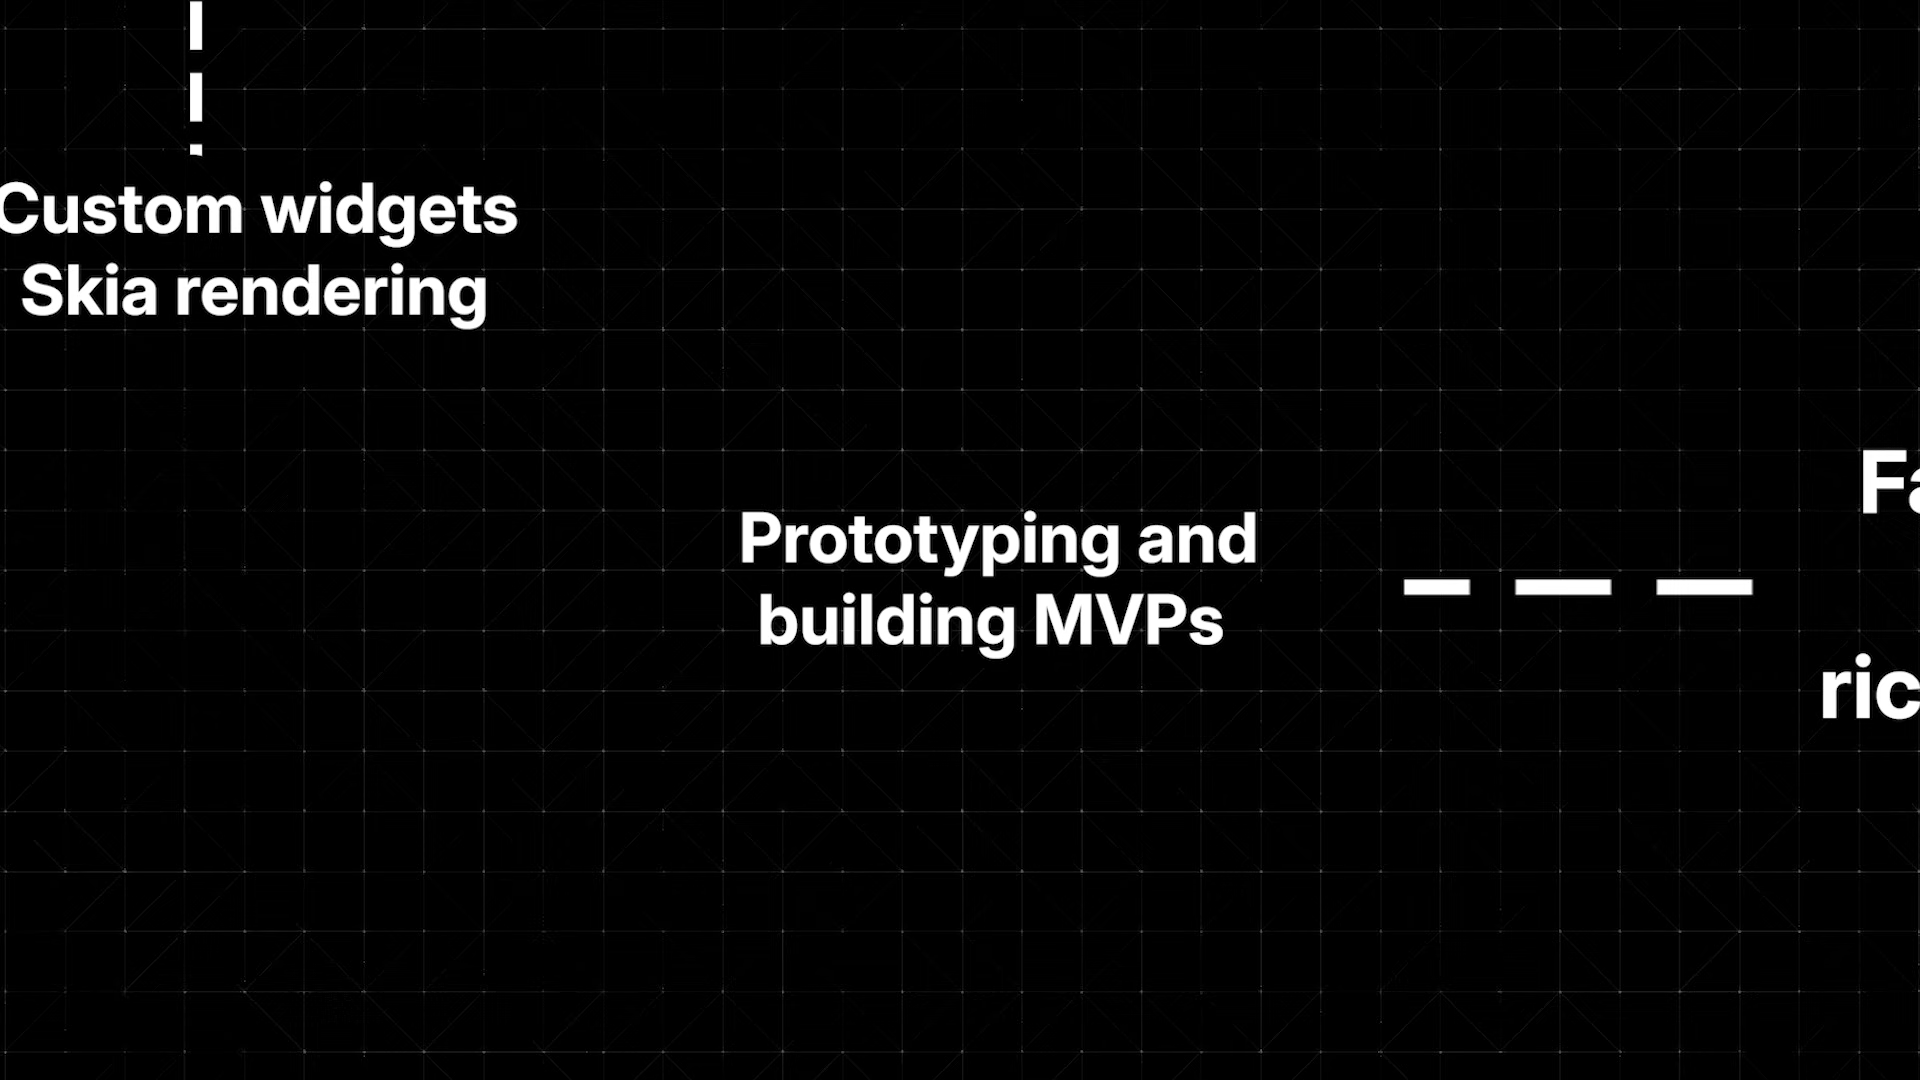 Custom widgets
Skia rendering
Prototyping and
building MVPs